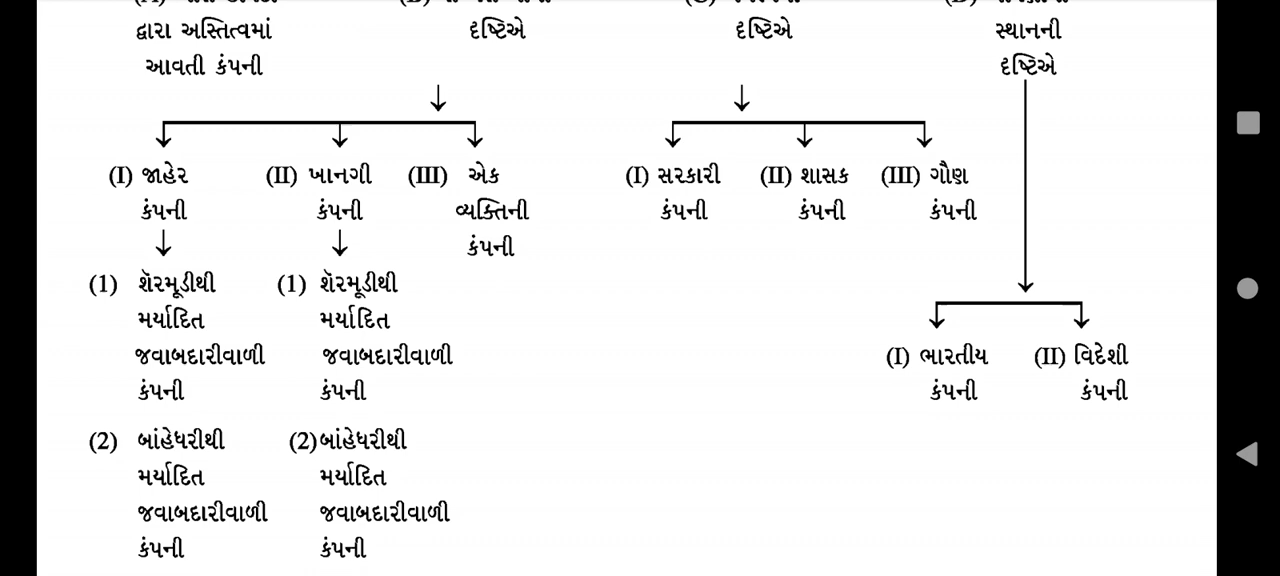 દ્વારા અસ્તિત્વમાં દૃષ્ટિએ દૃષ્ટિએ સ્થાનની
આવતી કંપની દૃષ્ટિએ
(I) જાહેર (II) ખાનગી (III) એક (I) સરકારી (II) શાસક (III) ગૌણ
કંપની કંપની વ્યક્તિની કંપની કંપની કંપની
કંપની
(1) શૅરમૂડીથી (1) શૅરમૂડીથી
મર્યાદિત મર્યાદિત
જવાબદારીવાળી જવાબદારીવાળી (I) ભારતીય (II) વિદેશી
કંપની કંપની કંપની કંપની
(2) બાંહેધરીથી (2) બાંહેધરીથી
મર્યાદિત મર્યાદિત
જવાબદારીવાળી જવાબદારીવાળી
કંપની કંપની